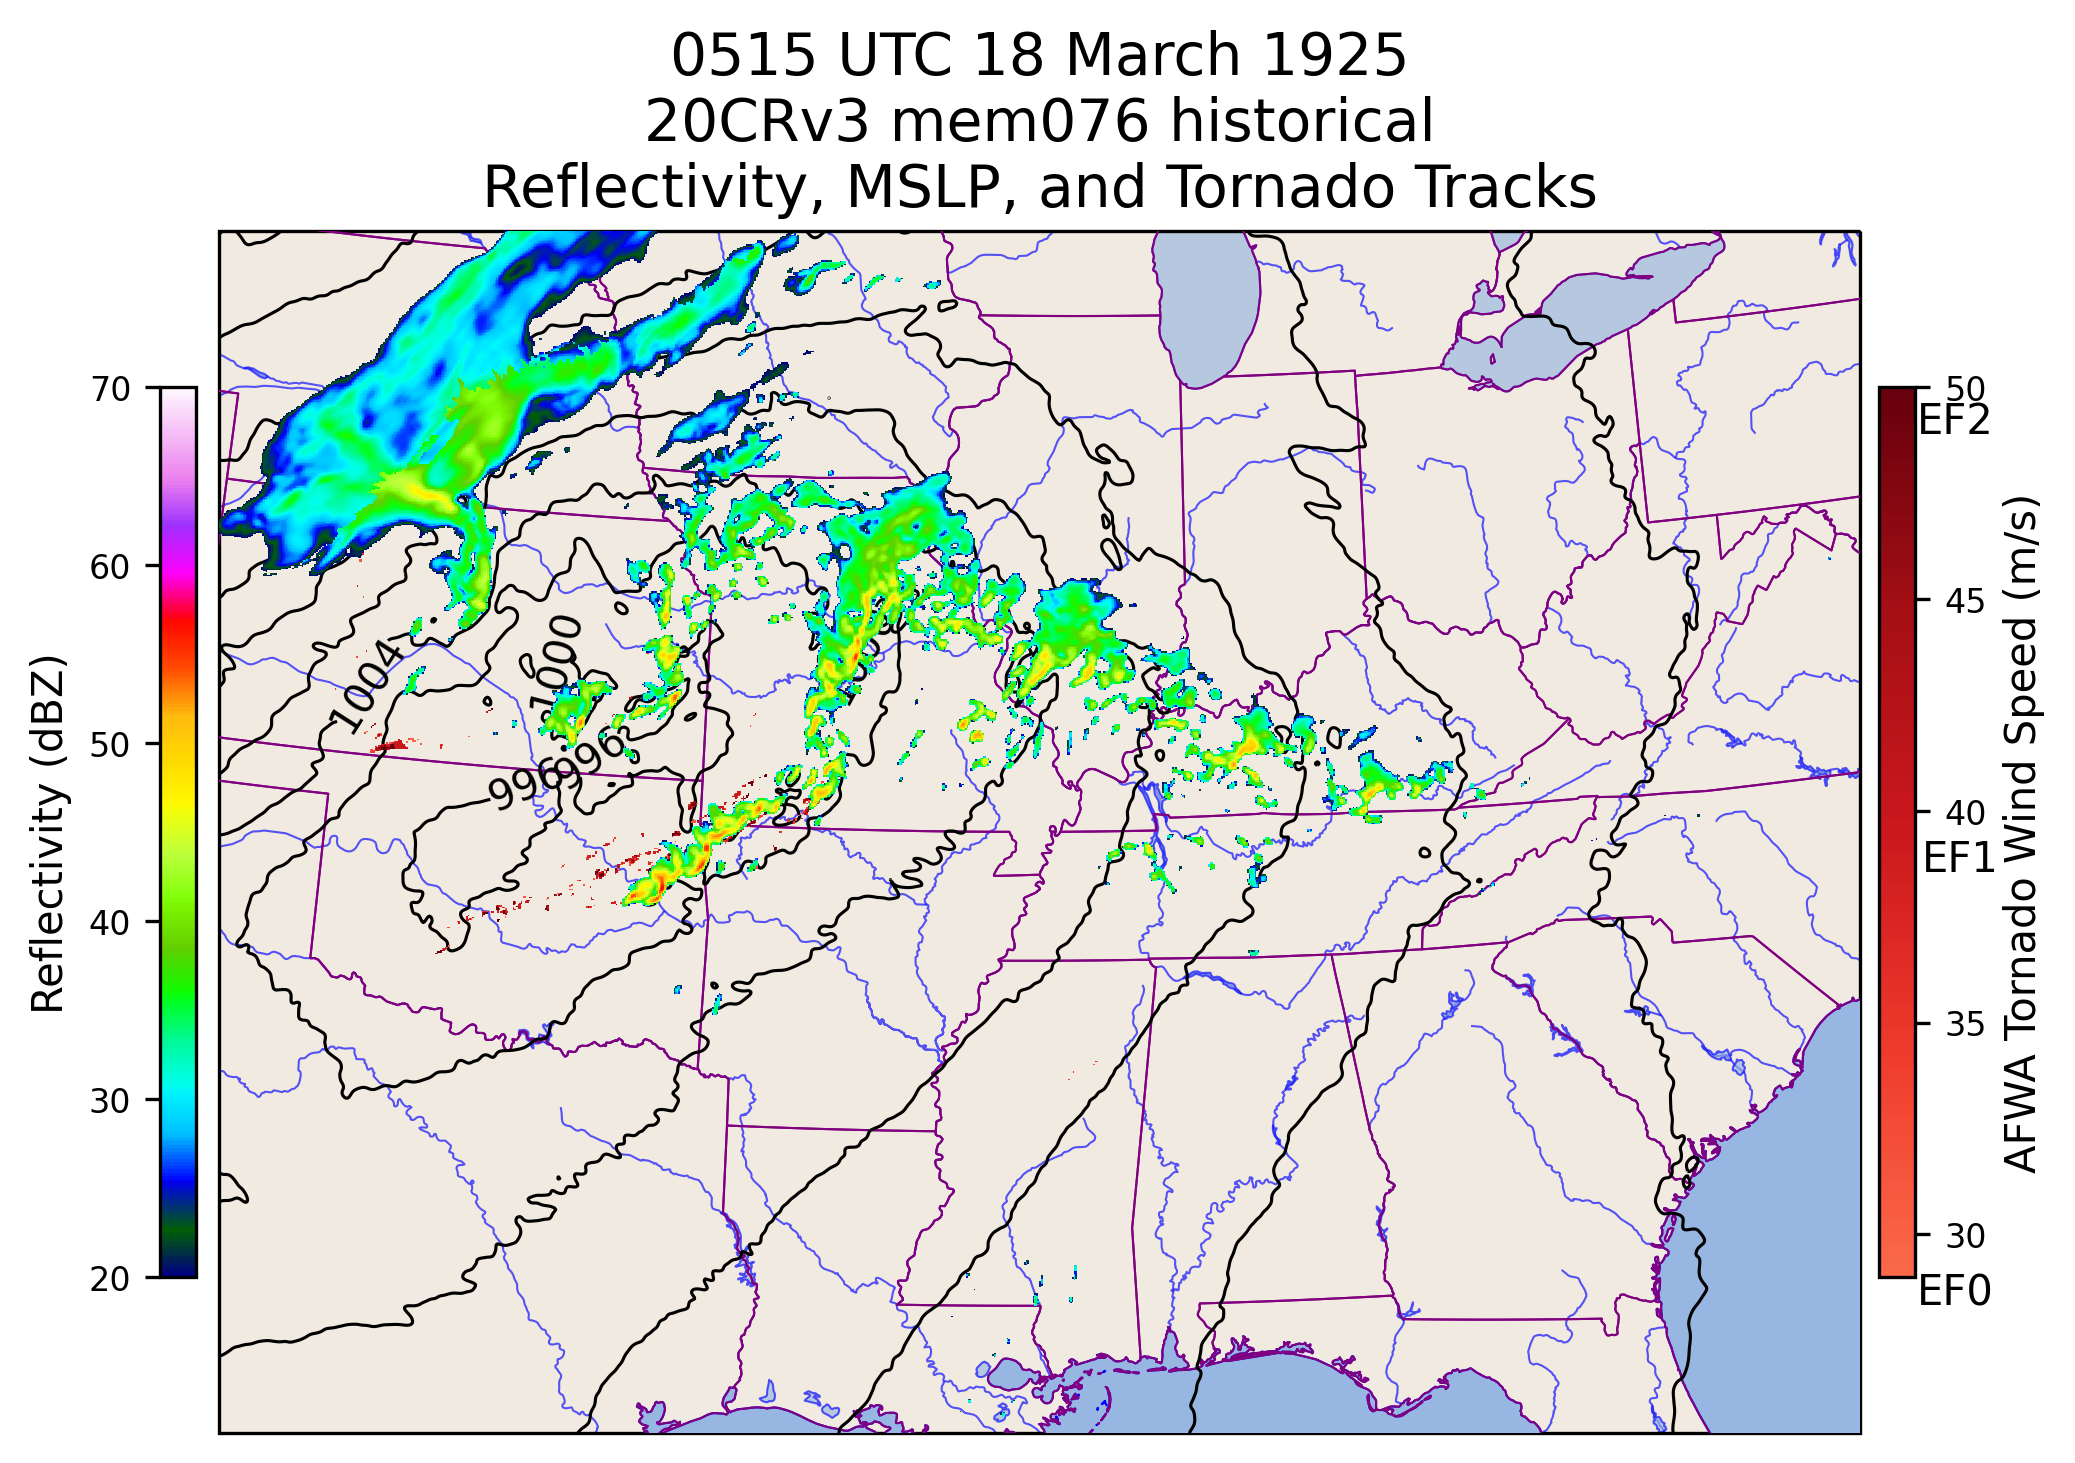 0515 UTC 18 March 1925
20CRv3 mem076 historical
Reflectivity, MSLP, and Tornado Tracks
Reflectivity (dBZ)
70
60
50
40
30
20
1004
1000
996
996
50
EF2
45
40
EF1
35
30
EF0
AFWA Tornado Wind Speed (m/s)